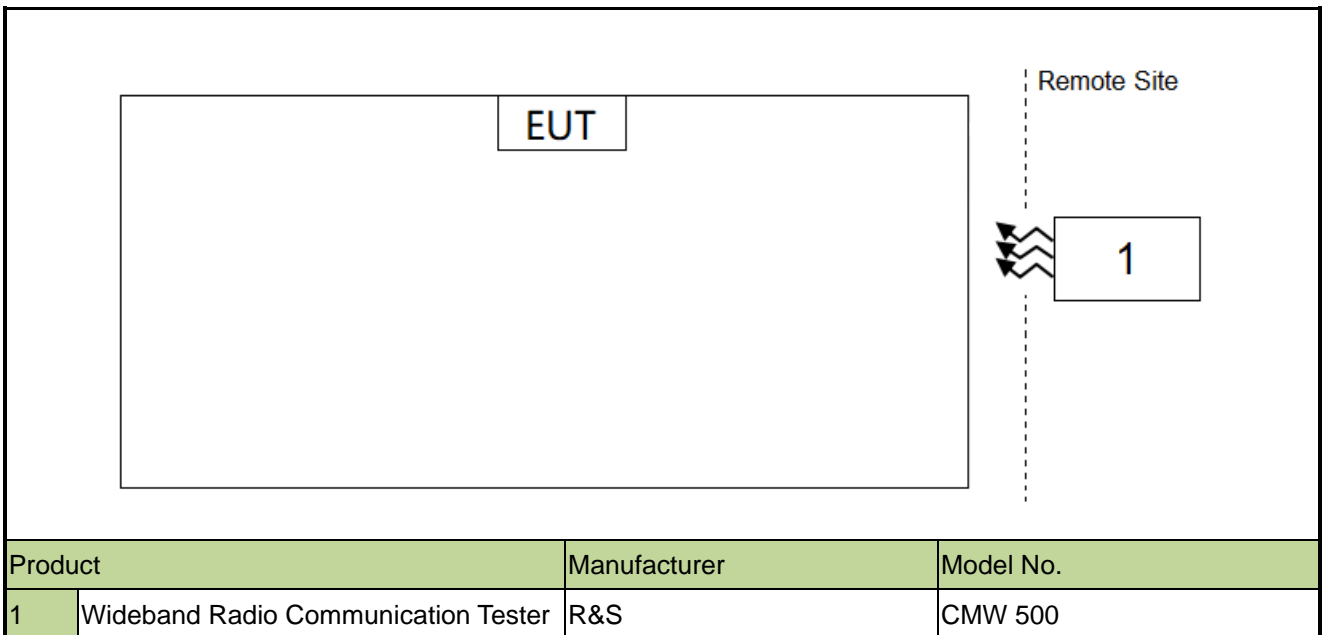 Remote Site
EUT
1
Product Manufacturer Model No.
1 Wideband Radio Communication Tester R&S CMW 500